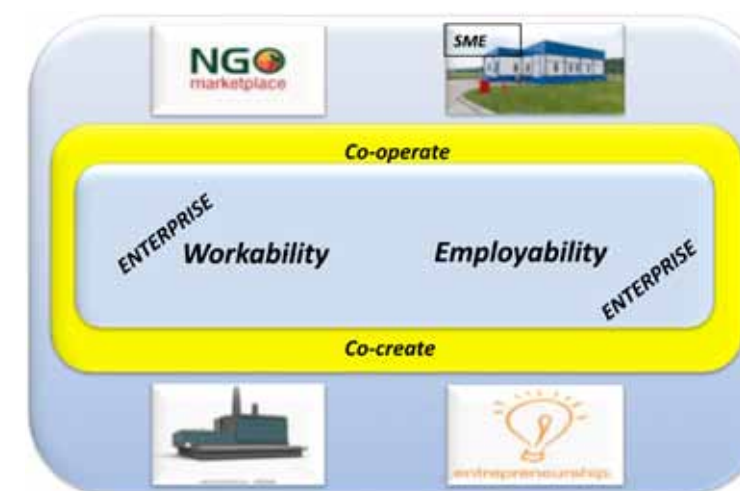 NGO
marketplace
SME
Co-operate
ENTERPRISE
Workability
Employability
ENTERPRISE
Co-create
entrepreneurship